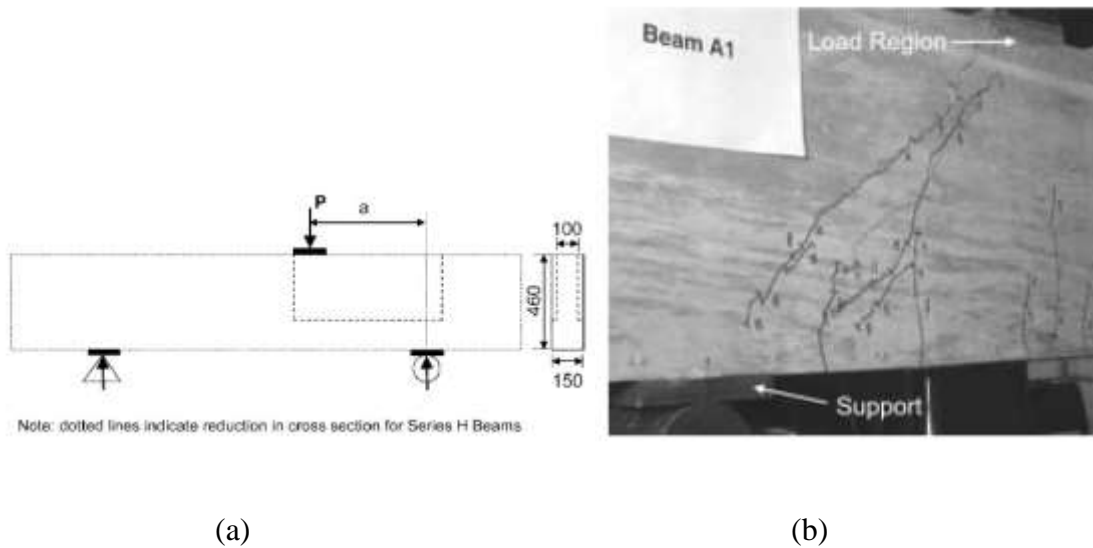 P
a
100
460
150
Note: dotted lines indicate reduction in cross section for Series H Beams
(a)
Beam A1
Load Region
Support
(b)